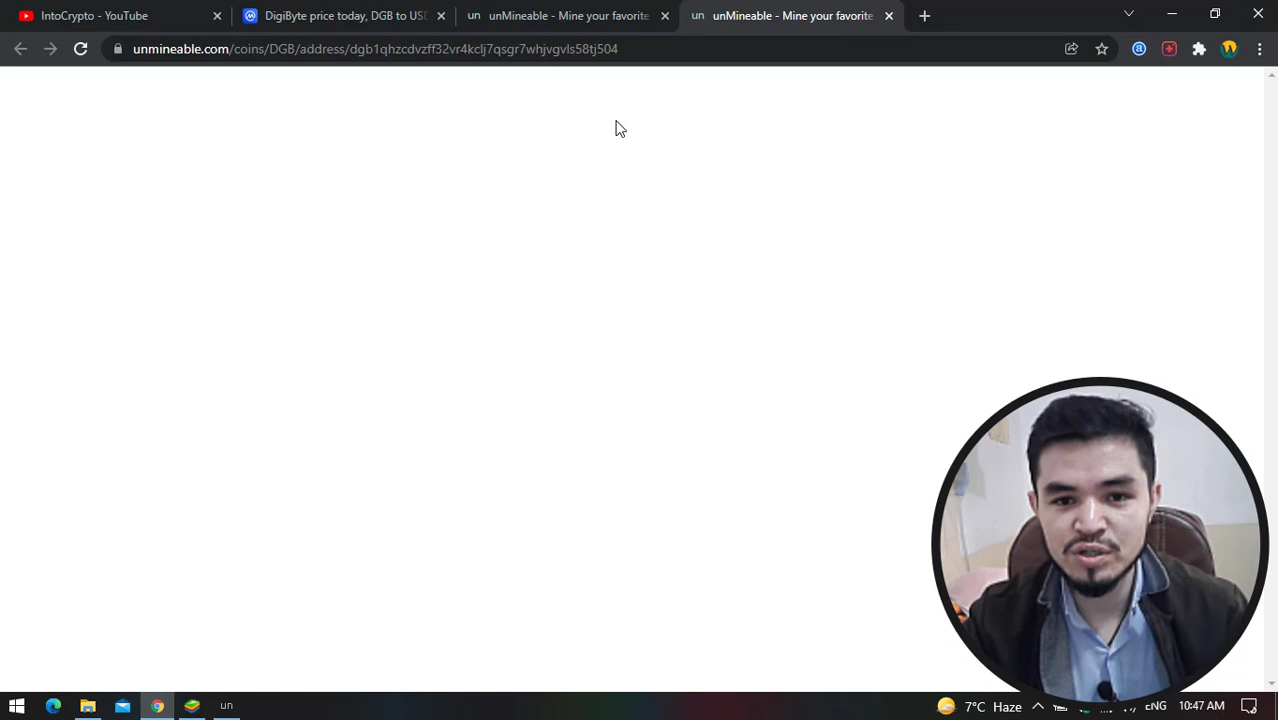 IntoCrypto - YouTube
DigiByte price today, DGB to USD
un unMineable - Mine your favorite
un unMineable - Mine your favorite
unmineable.com/coins/DGB/address/dgb1qhzcdvzff32vr4kclj7qsgr7whjvgvls58tj504
un
7°C Haze
ENG
10:47 AM